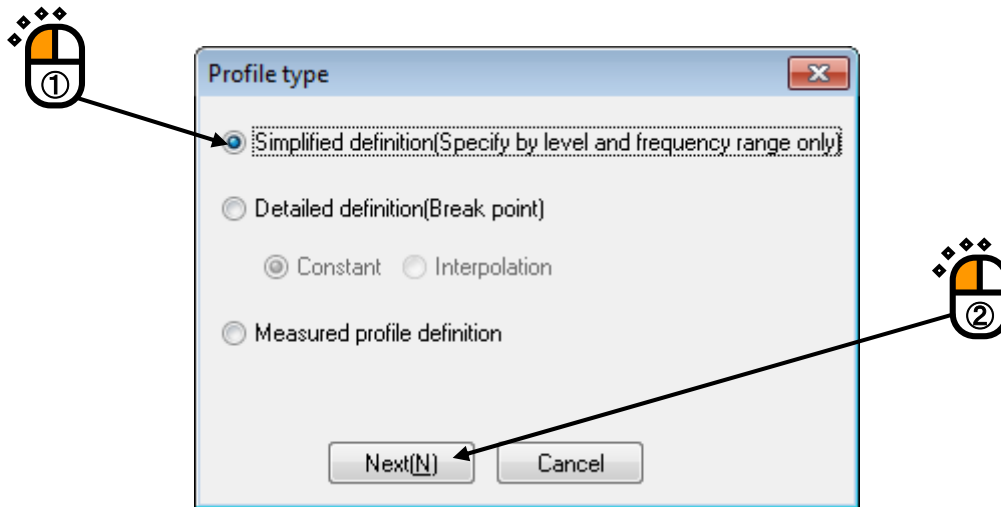 ①
Profile type
Simplified definition(Specify by level and frequency range only)
Detailed definition(Break point)
Constant Interpolation
②
Measured profile definition
Next(N) Cancel